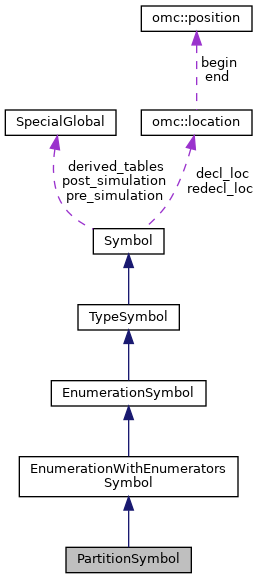 omc::position
begin
end
SpecialGlobal
omc::location
derived_tables
post_simulation
pre_simulation
decl_loc
redecl_loc
Symbol
TypeSymbol
EnumerationSymbol
EnumerationWithEnumerators
Symbol
PartitionSymbol